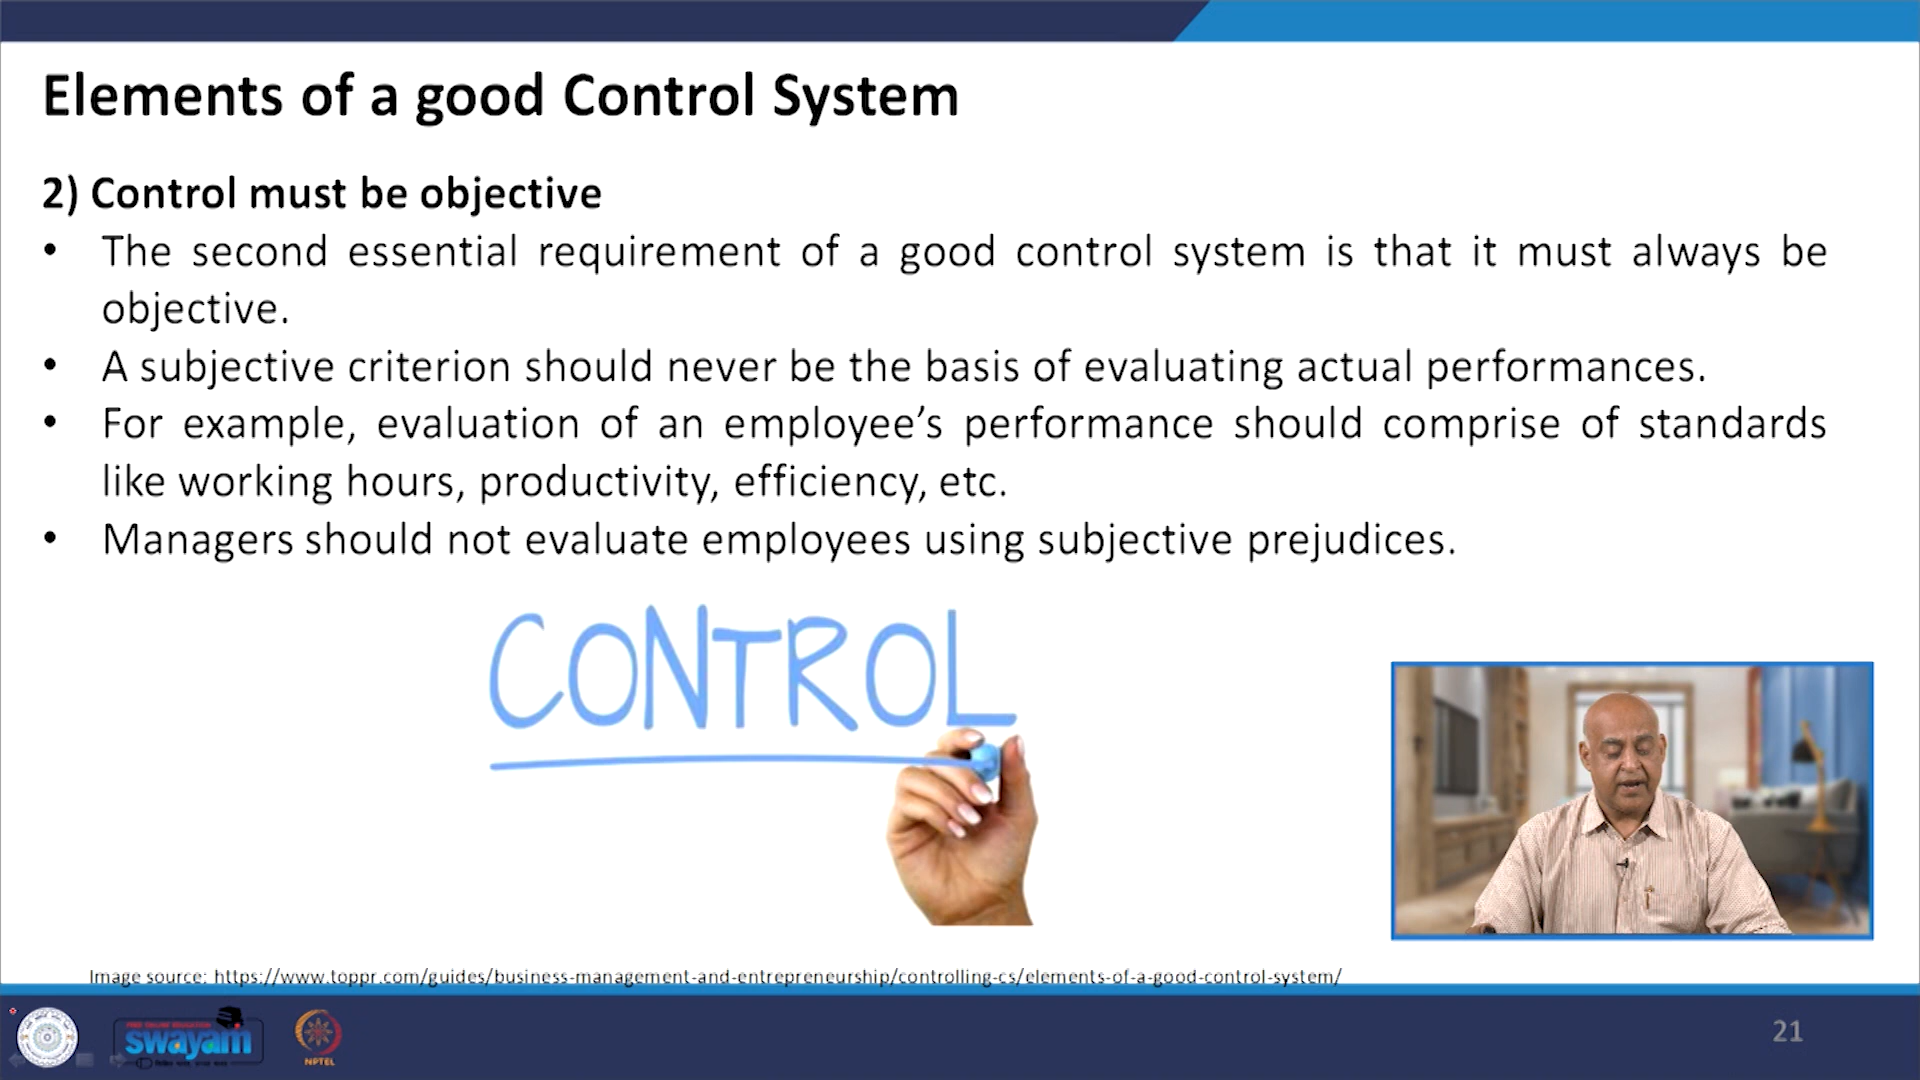 Elements of a good Control System
2) Control must be objective
• The second essential requirement of a good control system is that it must always be
objective.
• A subjective criterion should never be the basis of evaluating actual performances.
• For example, evaluation of an employee’s performance should comprise of standards
like working hours, productivity, efficiency, etc.
• Managers should not evaluate employees using subjective prejudices.
CONTROL
Image source: https://www.toppr.com/guides/business-management-and-entrepreneurship/controlling-cs/elements-of-a-good-control-system/
FREE ONLINE EDUCATION
swayam
NPTEL
21